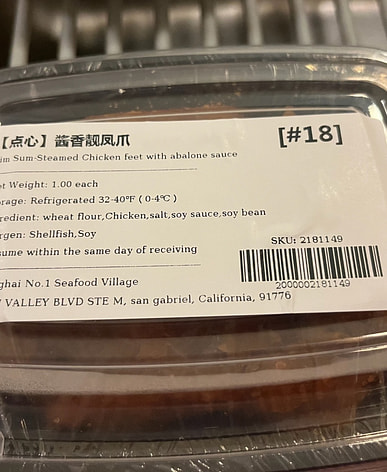 【点心】酱香靓凤爪
[#18]
im Sum-Steamed Chicken feet with abalone sauce
et Weight: 1.00 each
rage: Refrigerated 32-40°F ( 0-4℃ )
redient: wheat flour,Chicken,salt,soy sauce,soy bean
rgen: Shellfish,Soy
sume within the same day of receiving
SKU: 2181149
2000002181149
ghai No.1 Seafood Village
VALLEY BLVD STE M, san gabriel, California, 91776